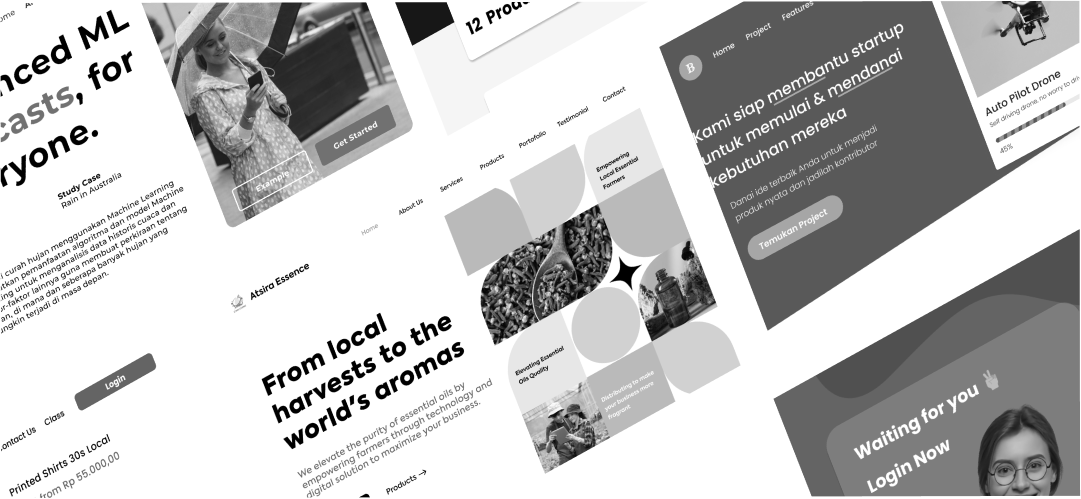 nced ML
casts, for
ryone.
Study Case
Rain in Australia
i curah hujan menggunakan Machine Learning
tkan pemanfaatan algoritma dan model Machine
ing untuk menganalisis data historis cuaca dan
r-faktor lainnya guna membuat perkiraan tentang
an, di mana dan seberapa banyak hujan yang
ngkin terjadi di masa depan.
Get Started
Example
Login
ontact Us
Class
Printed Shirts 30s Local
from Rp 55.000,00
12
Home
About Us
Services
Products
Portofolio
Testimonial
Contact
Atsira Essence
From local
harvests to the
world's aromas
We elevate the purity of essential oils by
empowering farmers through technology and
digital solution to maximize your business.
Products →
Empowering
Local Essential
Farmers
Elevating Essential
Oils Quality
Distributing to make
your business more
Fragrant
B
Home
Project
Features
Kami siap membantu startup
untuk memulai & mendanai
kebutuhan mereka
Danai ide terbaik Anda untuk menjadi
produk nyata dan jadilah kontributor
Temukan Project
Auto Pilot Drone
Self driving drone, no worry to
45%
Waiting for you ✌
Login Now